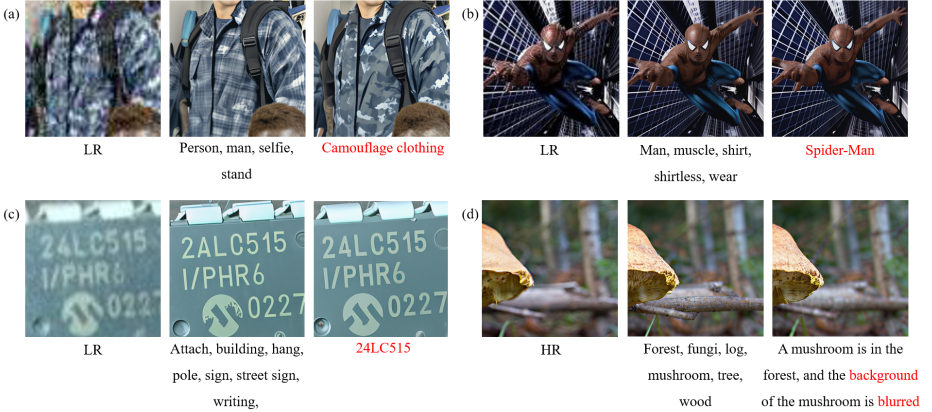 (a)
LR
Person, man, selfie,
stand
Camouflage clothing
(b)
LR
Man, muscle, shirt,
shirtless, wear
Spider-Man
(c)
24LC515
I/PHR6
0227
LR
2ALC515
I/PHR6
0227
Attach, building, hang,
pole, sign, street sign,
writing,
24LC515
I/PHR6
0227
24LC515
(d)
HR
Forest, fungi, log,
mushroom, tree,
wood
A mushroom is in the
forest, and the background
of the mushroom is blurred